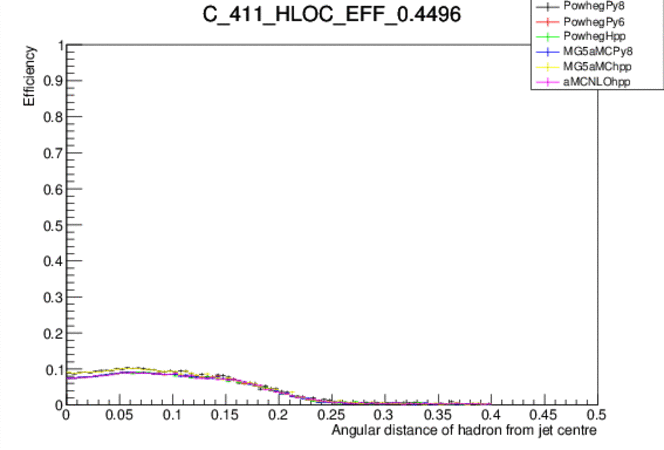 C_411_HLOC_EFF_0.4496
PowhegPy8
PowhegPy6
PowhegHpp
MG5aMCPy8
MG5aMChpp
aMCNLOhpp
Efficiency
1
0.9
0.8
0.7
0.6
0.5
0.4
0.3
0.2
0.1
0
0 0.05 0.1 0.15 0.2 0.25 0.3 0.35 0.4 0.45 0.5
Angular distance of hadron from jet centre